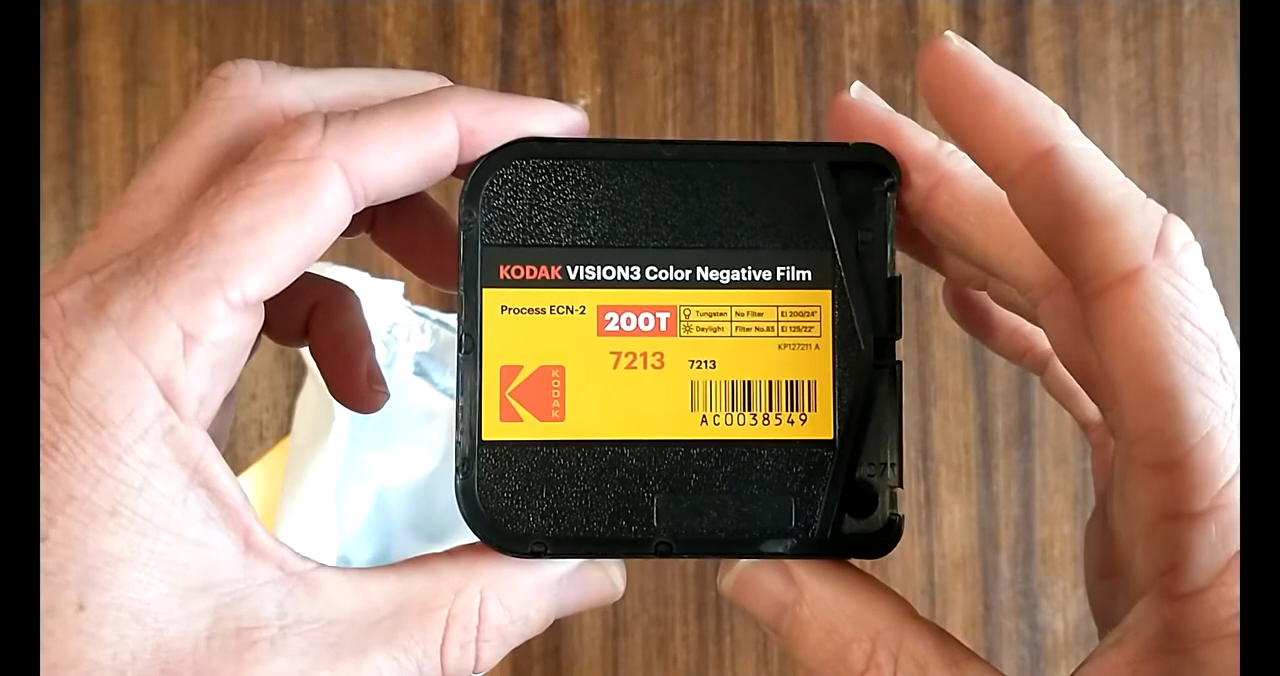 KODAK VISION3 Color Negative Film
Process ECN-2
200T
Tungsten No Filter EI 200/24°
Daylight Filter No.85 EI 125/22°
KP127211 A
7213
7213
KODAK
AC0038549